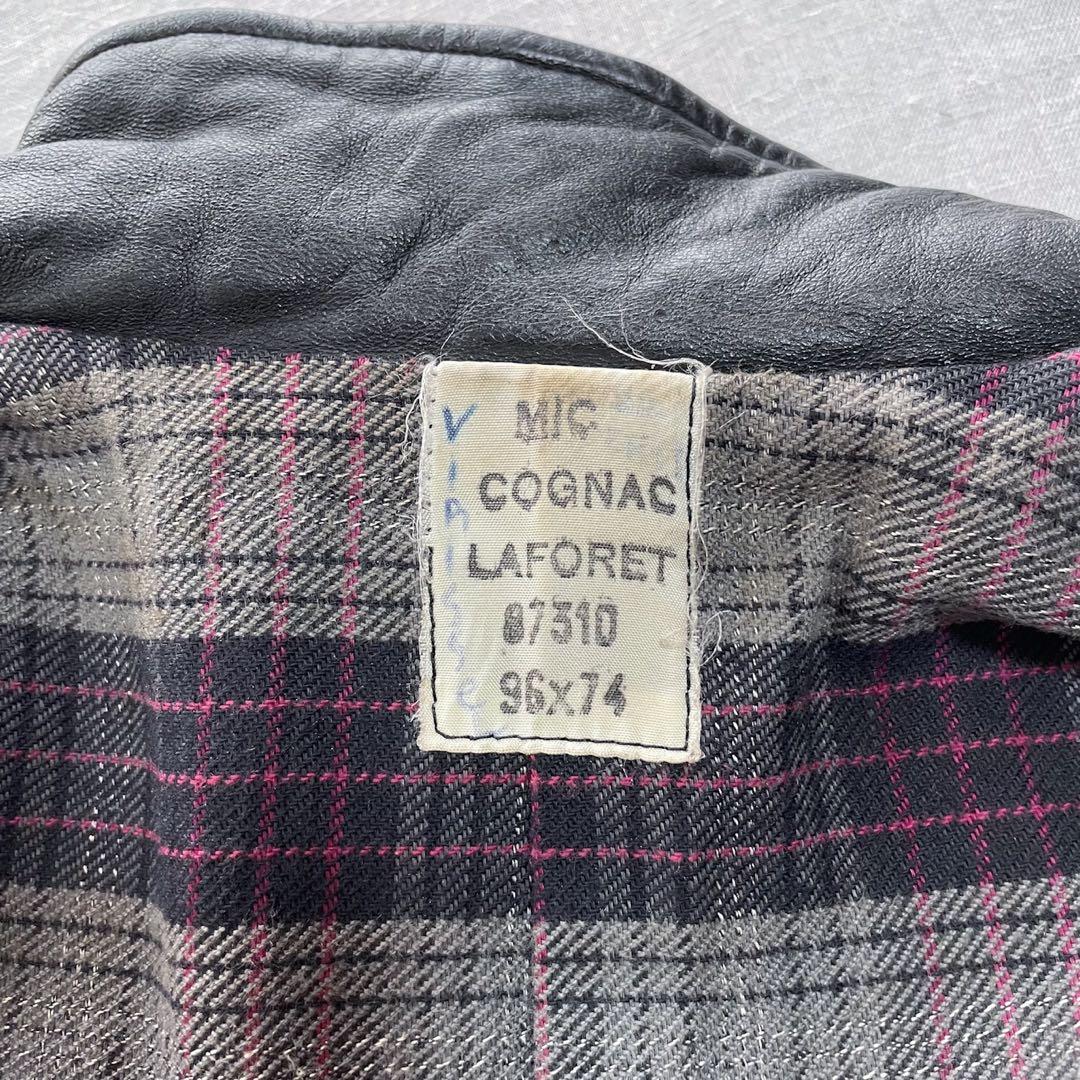 MIC
COGNAC
LAFORET
87310
96x74